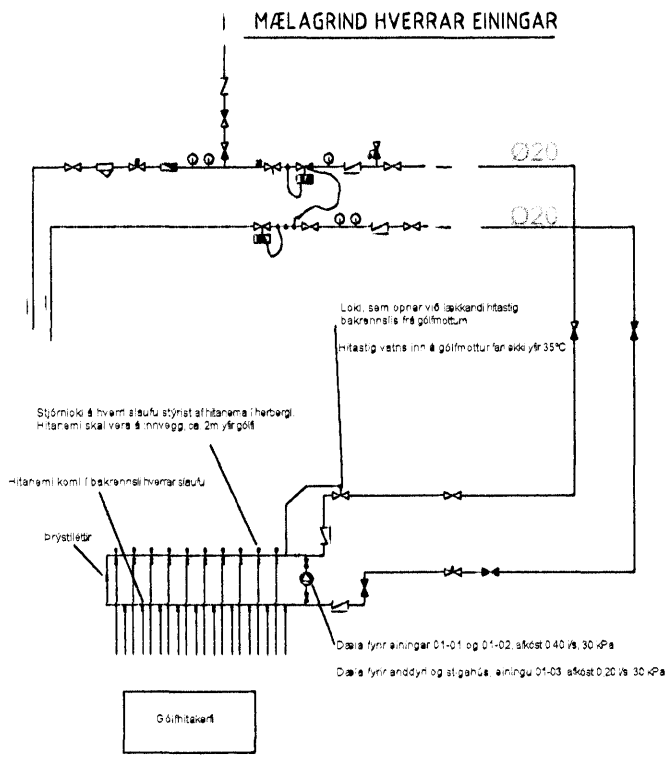 MÆLAGRIND HVERRAR EININGAR
Ø20
Ø20
Loki, sem opner við lækkandi hitastig
bakrennslis frá gólfmottum
Hitastig vatns inn á gólfmottur fari ekki yfir 35°C
Stjórnloki á hverri slaufu stýrist af hitanema í herbergi.
Hitanemi skal vera á innvegg, ca. 2m yfir gólfi
Hitanemi komi í bakrennsli hverrar slaufu
Þrýstiléttir
Dæla fyrir einingar 01-01 og 01-02, afköst 0.40 l/s, 30 kPa
Dæla fyrir anddyri og stigahús, einingu 01-03 afköst 0.20 l/s 30 kPa
Gólfhitakerfi